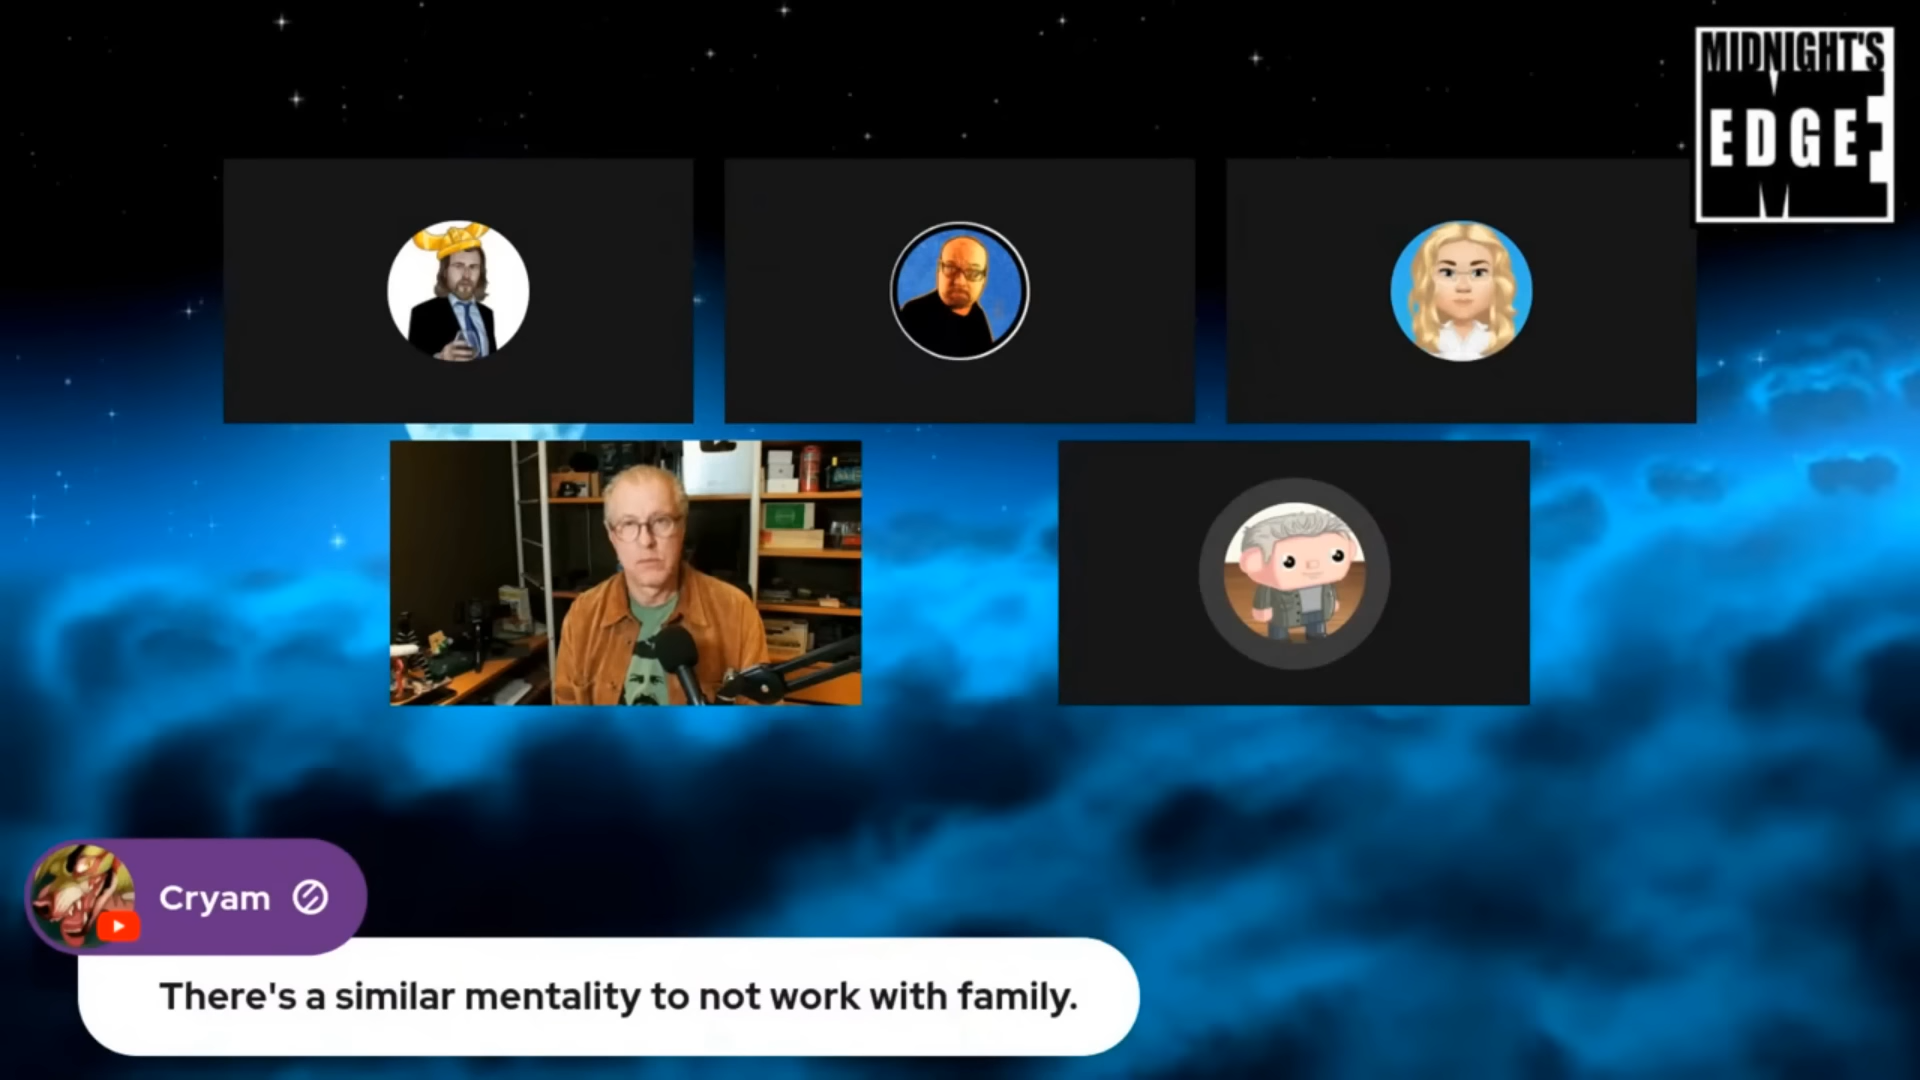 MIDNIGHT'S
EDGE
Cryam
There's a similar mentality to not work with family.